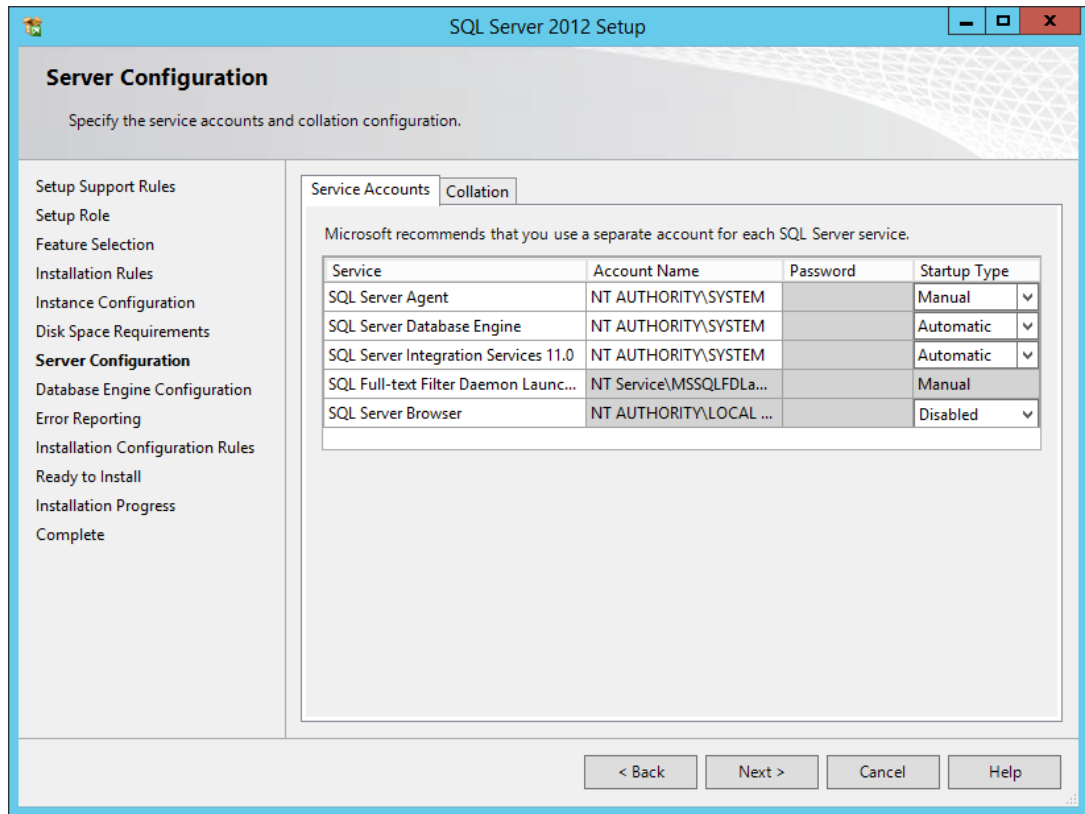 SQL Server 2012 Setup
Server Configuration
Specify the service accounts and collation configuration.
Setup Support Rules
Setup Role
Feature Selection
Installation Rules
Instance Configuration
Disk Space Requirements
Server Configuration
Database Engine Configuration
Error Reporting
Installation Configuration Rules
Ready to Install
Installation Progress
Complete
Service Accounts Collation
Microsoft recommends that you use a separate account for each SQL Server service.
Service Account Name Password Startup Type
SQL Server Agent NT AUTHORITY\SYSTEM Manual
SQL Server Database Engine NT AUTHORITY\SYSTEM Automatic
SQL Server Integration Services 11.0 NT AUTHORITY\SYSTEM Automatic
SQL Full-text Filter Daemon Launc... NT Service\MSSQLFDLa... Manual
SQL Server Browser NT AUTHORITY\LOCAL ... Disabled
< Back Next > Cancel Help